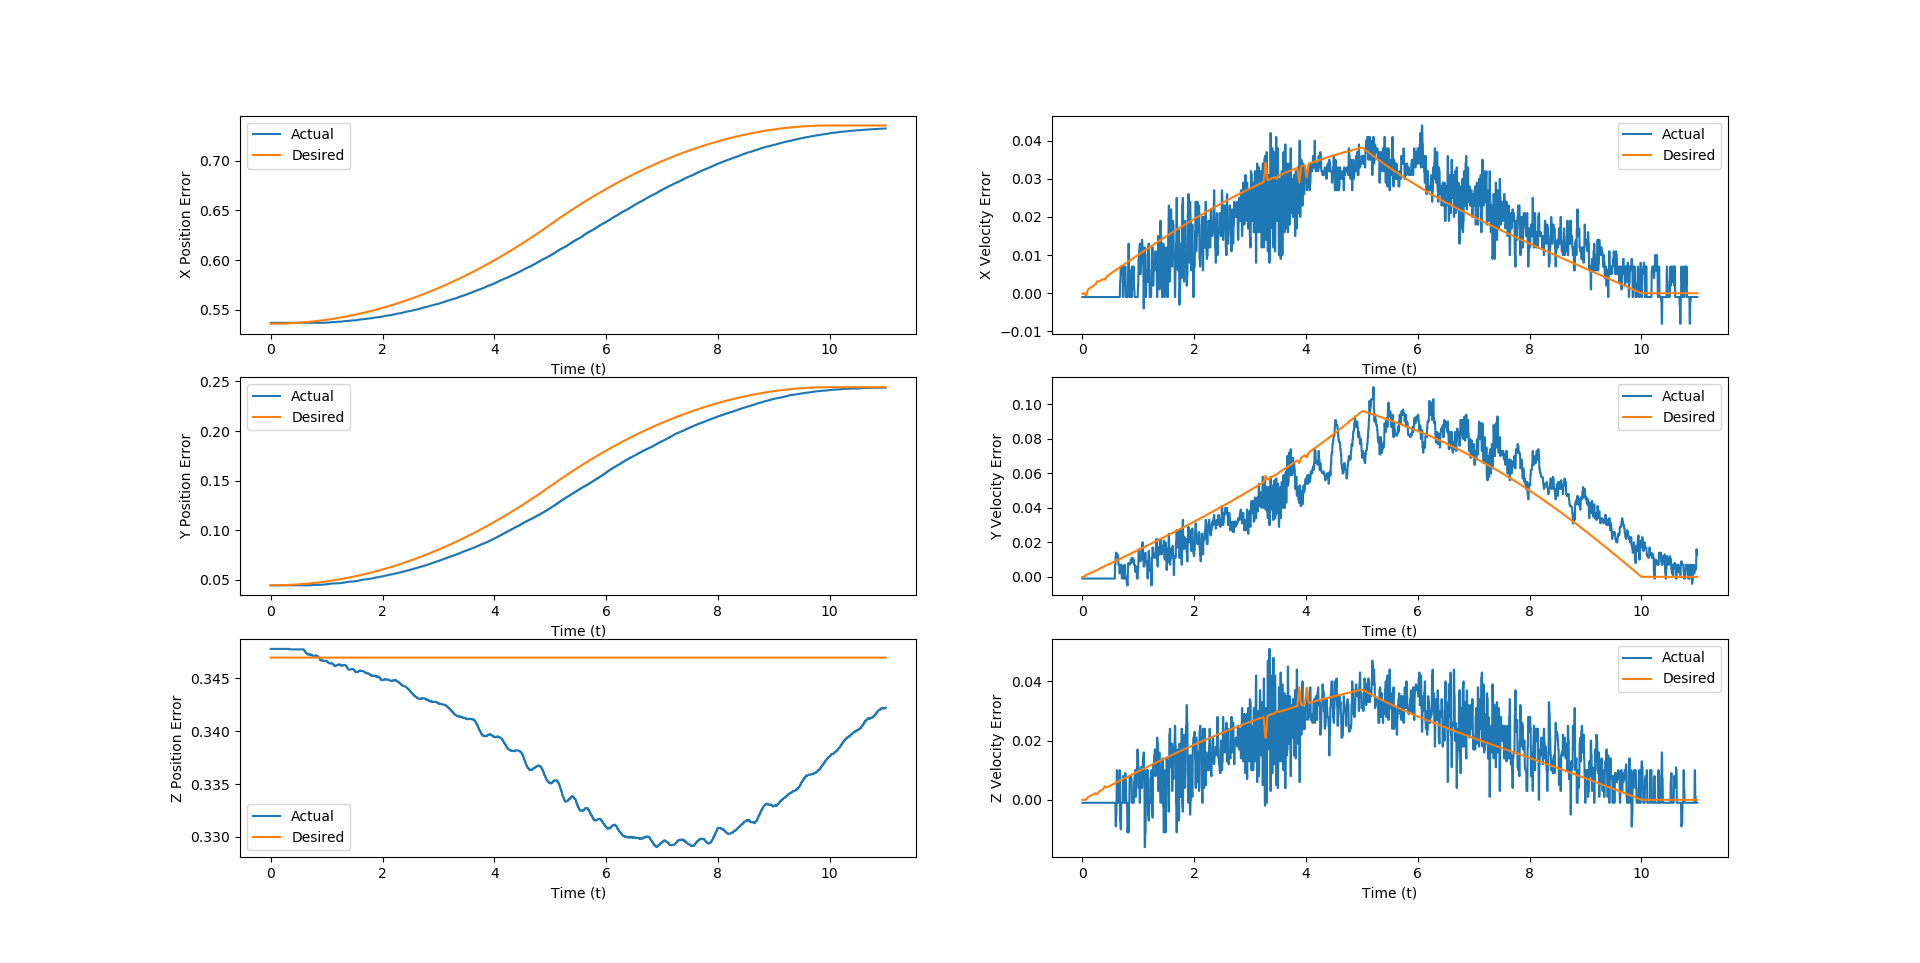 Actual
Desired
X Position Error
0.70
0.65
0.60
0.55
0 2 4 6 8 10
Time (t)
Actual
Desired
X Velocity Error
0.04
0.03
0.02
0.01
0.00
−0.01
0 2 4 6 8 10
Time (t)
Actual
Desired
Y Position Error
0.25
0.20
0.15
0.10
0.05
0 2 4 6 8 10
Time (t)
Actual
Desired
Y Velocity Error
0.10
0.08
0.06
0.04
0.02
0.00
0 2 4 6 8 10
Time (t)
Z Position Error
0.345
0.340
0.335
0.330
Actual
Desired
0 2 4 6 8 10
Time (t)
Actual
Desired
Z Velocity Error
0.04
0.02
0.00
0 2 4 6 8 10
Time (t)